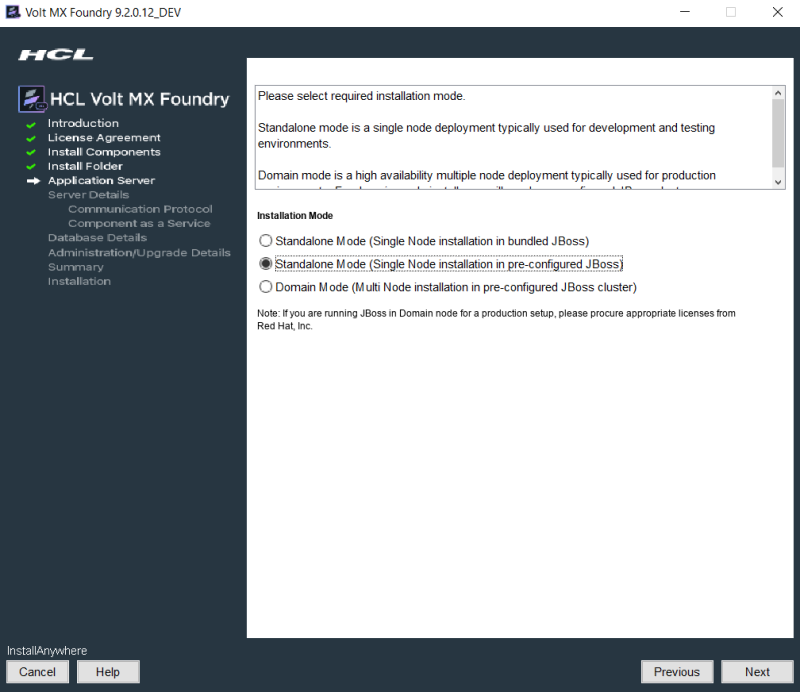 Volt MX Foundry 9.2.0.12_DEV
HCL
HCL Volt MX Foundry
Introduction
License Agreement
Install Components
Install Folder
Application Server
Server Details
Communication Protocol
Component as a Service
Database Details
Administration/Upgrade Details
Summary
Installation
Please select required installation mode.
Standalone mode is a single node deployment typically used for development and testing
environments.
Domain mode is a high availability multiple node deployment typically used for production
Installation Mode
Standalone Mode (Single Node installation in bundled JBoss)
Standalone Mode (Single Node installation in pre-configured JBoss)
Domain Mode (Multi Node installation in pre-configured JBoss cluster)
Note: If you are running JBoss in Domain node for a production setup, please procure appropriate licenses from
Red Hat, Inc.
InstallAnywhere
Cancel
Help
Previous
Next